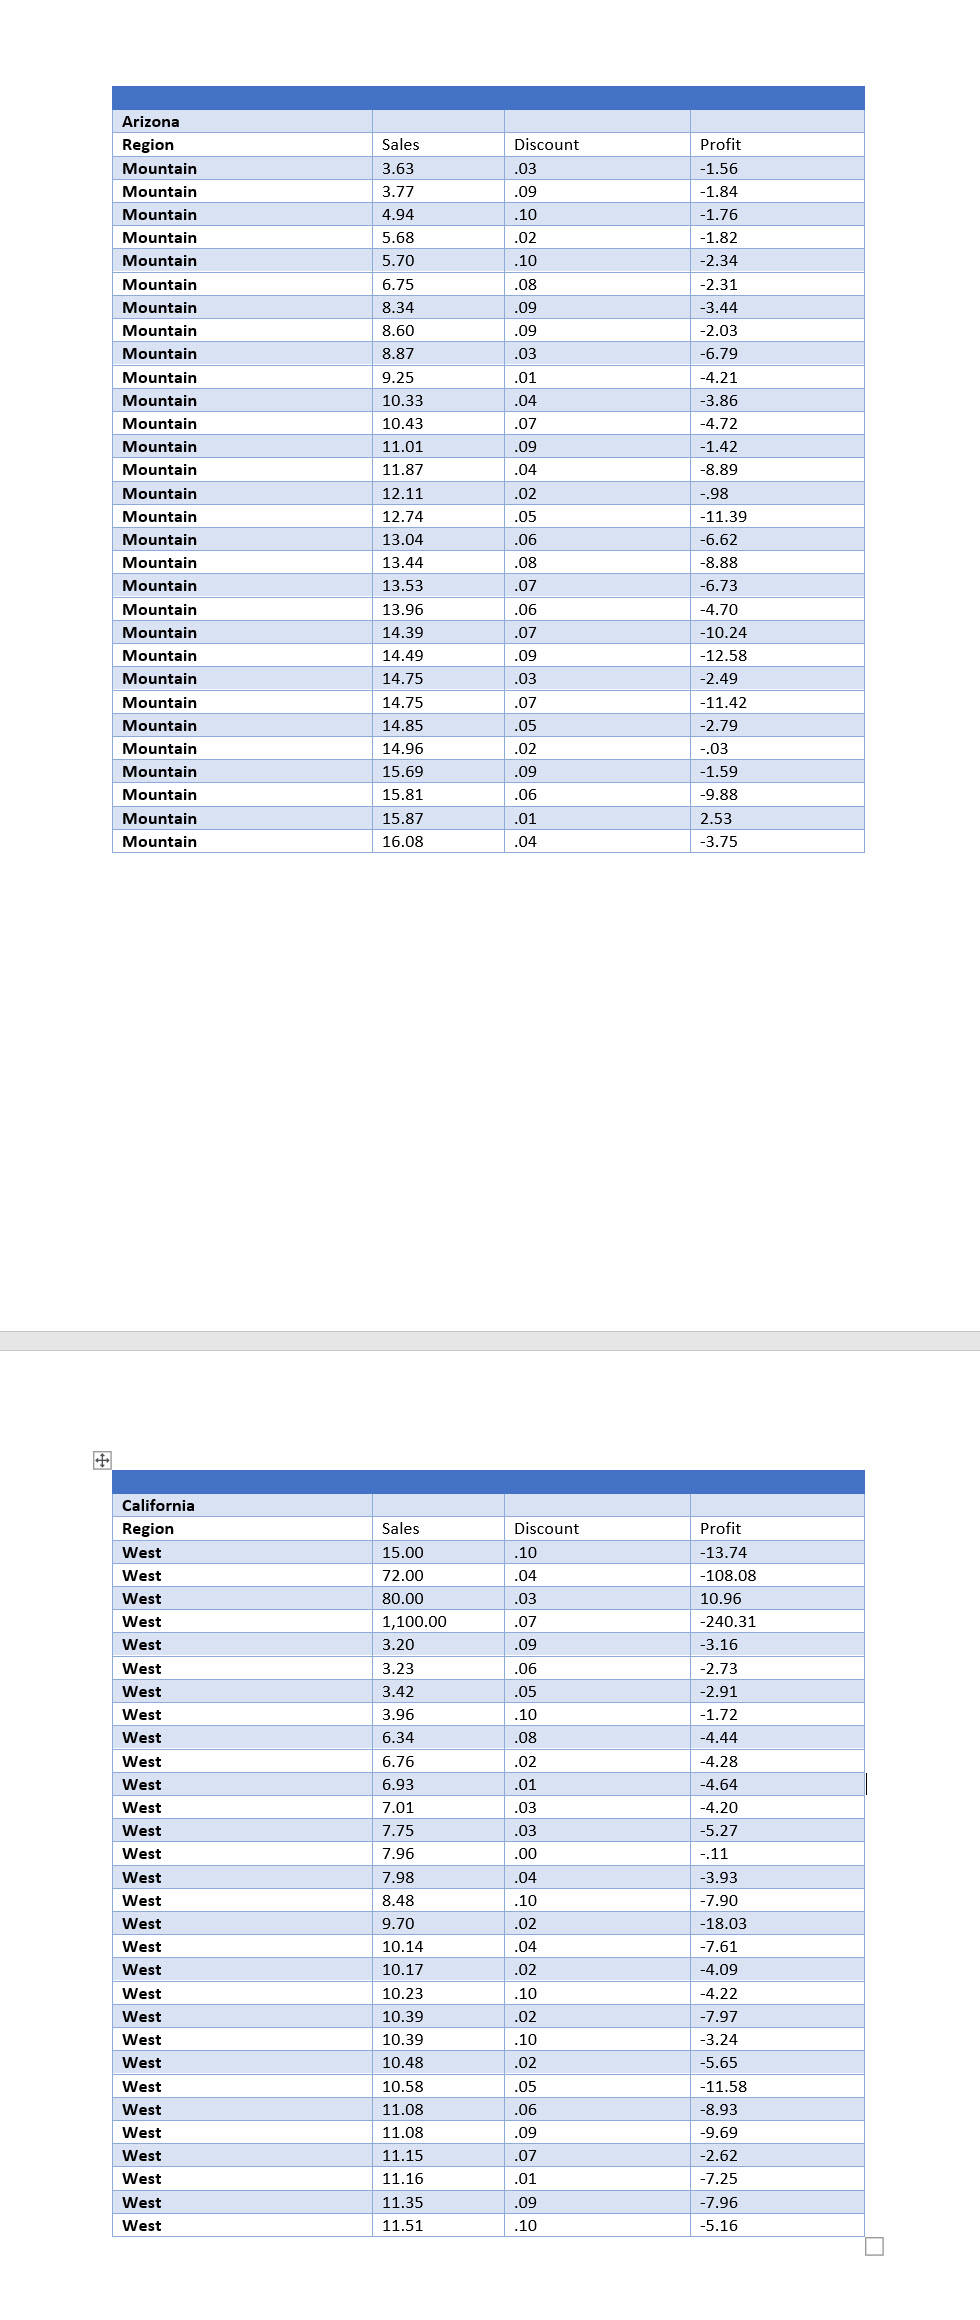 Arizona
Region Sales Discount Profit
Mountain 3.63 .03 -1.56
Mountain 3.77 .09 -1.84
Mountain 4.94 .10 -1.76
Mountain 5.68 .02 -1.82
Mountain 5.70 .10 -2.34
Mountain 6.75 .08 -2.31
Mountain 8.34 .09 -3.44
Mountain 8.60 .09 -2.03
Mountain 8.87 .03 -6.79
Mountain 9.25 .01 -4.21
Mountain 10.33 .04 -3.86
Mountain 10.43 .07 -4.72
Mountain 11.01 .09 -1.42
Mountain 11.87 .04 -8.89
Mountain 12.11 .02 -.98
Mountain 12.74 .05 -11.39
Mountain 13.04 .06 -6.62
Mountain 13.44 .08 -8.88
Mountain 13.53 .07 -6.73
Mountain 13.96 .06 -4.70
Mountain 14.39 .07 -10.24
Mountain 14.49 .09 -12.58
Mountain 14.75 .03 -2.49
Mountain 14.75 .07 -11.42
Mountain 14.85 .05 -2.79
Mountain 14.96 .02 -.03
Mountain 15.69 .09 -1.59
Mountain 15.81 .06 -9.88
Mountain 15.87 .01 2.53
Mountain 16.08 .04 -3.75
California
Region Sales Discount Profit
West 15.00 .10 -13.74
West 72.00 .04 -108.08
West 80.00 .03 10.96
West 1,100.00 .07 -240.31
West 3.20 .09 -3.16
West 3.23 .06 -2.73
West 3.42 .05 -2.91
West 3.96 .10 -1.72
West 6.34 .08 -4.44
West 6.76 .02 -4.28
West 6.93 .01 -4.64
West 7.01 .03 -4.20
West 7.75 .03 -5.27
West 7.96 .00 -.11
West 7.98 .04 -3.93
West 8.48 .10 -7.90
West 9.70 .02 -18.03
West 10.14 .04 -7.61
West 10.17 .02 -4.09
West 10.23 .10 -4.22
West 10.39 .02 -7.97
West 10.39 .10 -3.24
West 10.48 .02 -5.65
West 10.58 .05 -11.58
West 11.08 .06 -8.93
West 11.08 .09 -9.69
West 11.15 .07 -2.62
West 11.16 .01 -7.25
West 11.35 .09 -7.96
West 11.51 .10 -5.16